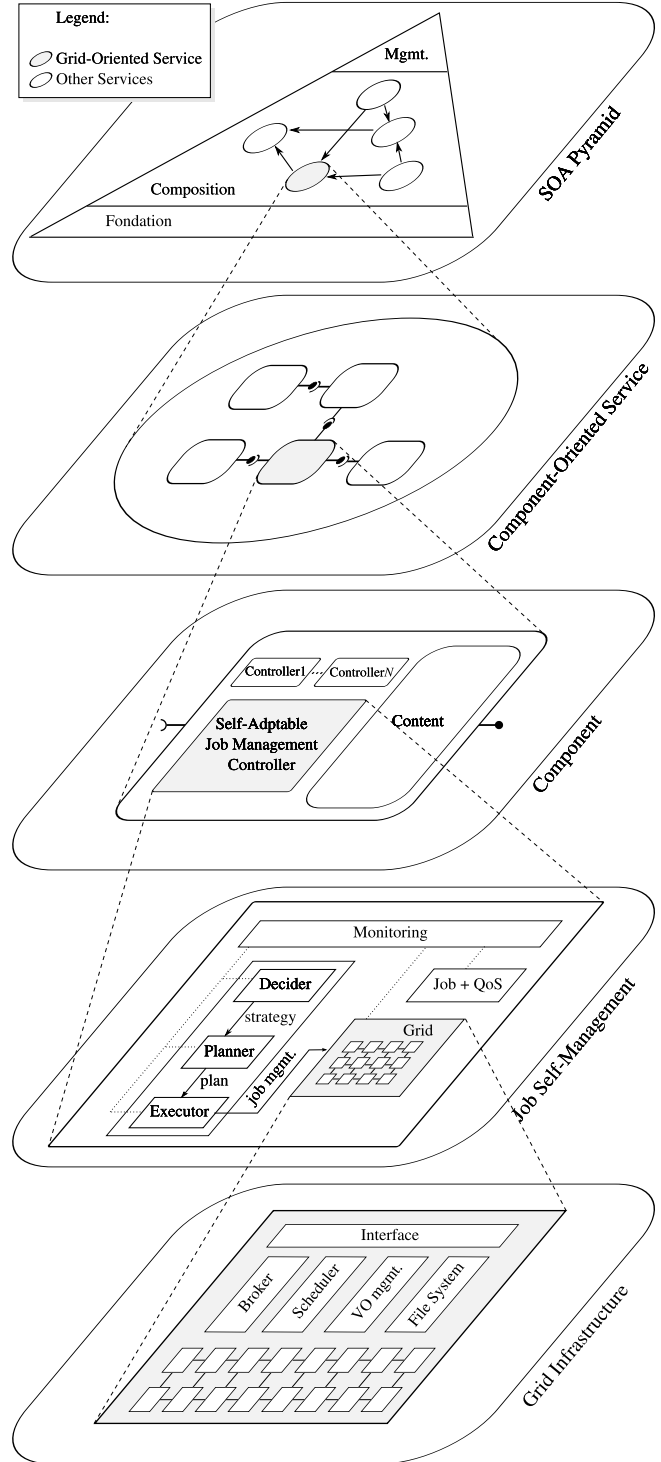 Legend:
Grid-Oriented Service
Other Services
Mgmt.
Composition
Fondation
SOA Pyramid
Component-Oriented Service
Controller1
ControllerN
Self-Adptable
Job Management
Controller
Content
Component
Monitoring
Decider
Job + QoS
strategy
Grid
Planner
plan
job mgmt.
Executor
Job Self-Management
Interface
Broker
Scheduler
VO mgmt.
File System
Grid Infrastructure